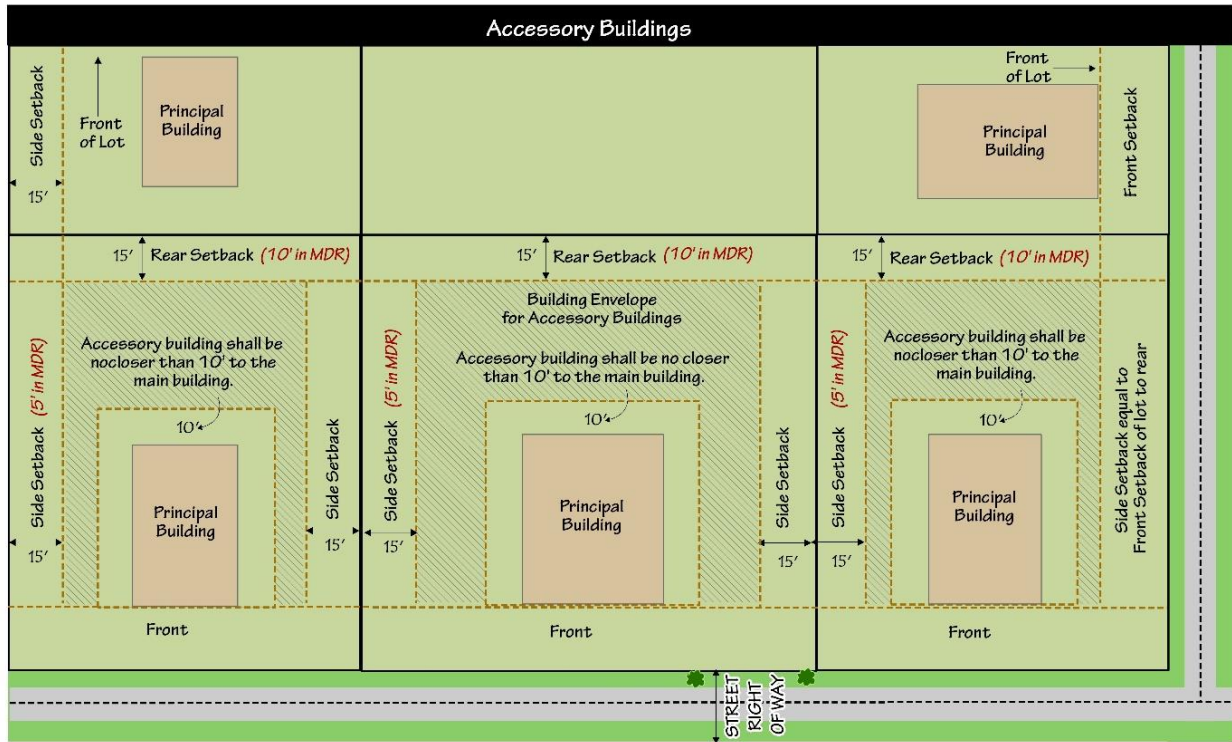 Accessory Buildings
Side Setback
15'
Front
of Lot
Principal
Building
Front
of Lot
Principal
Building
Front Setback
15'
Rear Setback (10' in MDR)
15'
Rear Setback (10' in MDR)
15'
Rear Setback (10' in MDR)
Side Setback (5' in MDR)
15'
Accessory building shall be
nocloser than 10' to the
main building.
10'
Principal
Building
Side Setback
15'
Front
Side Setback (5' in MDR)
15'
Building Envelope
for Accessory Buildings
Accessory building shall be no closer
than 10' to the main building.
10'
Principal
Building
Side Setback
15'
Front
Side Setback (5' in MDR)
15'
Accessory building shall be
nocloser than 10' to the
main building.
10'
Principal
Building
Side Setback equal to
Front Setback of lot to rear
Front
STREET
RIGHT
OF WAY